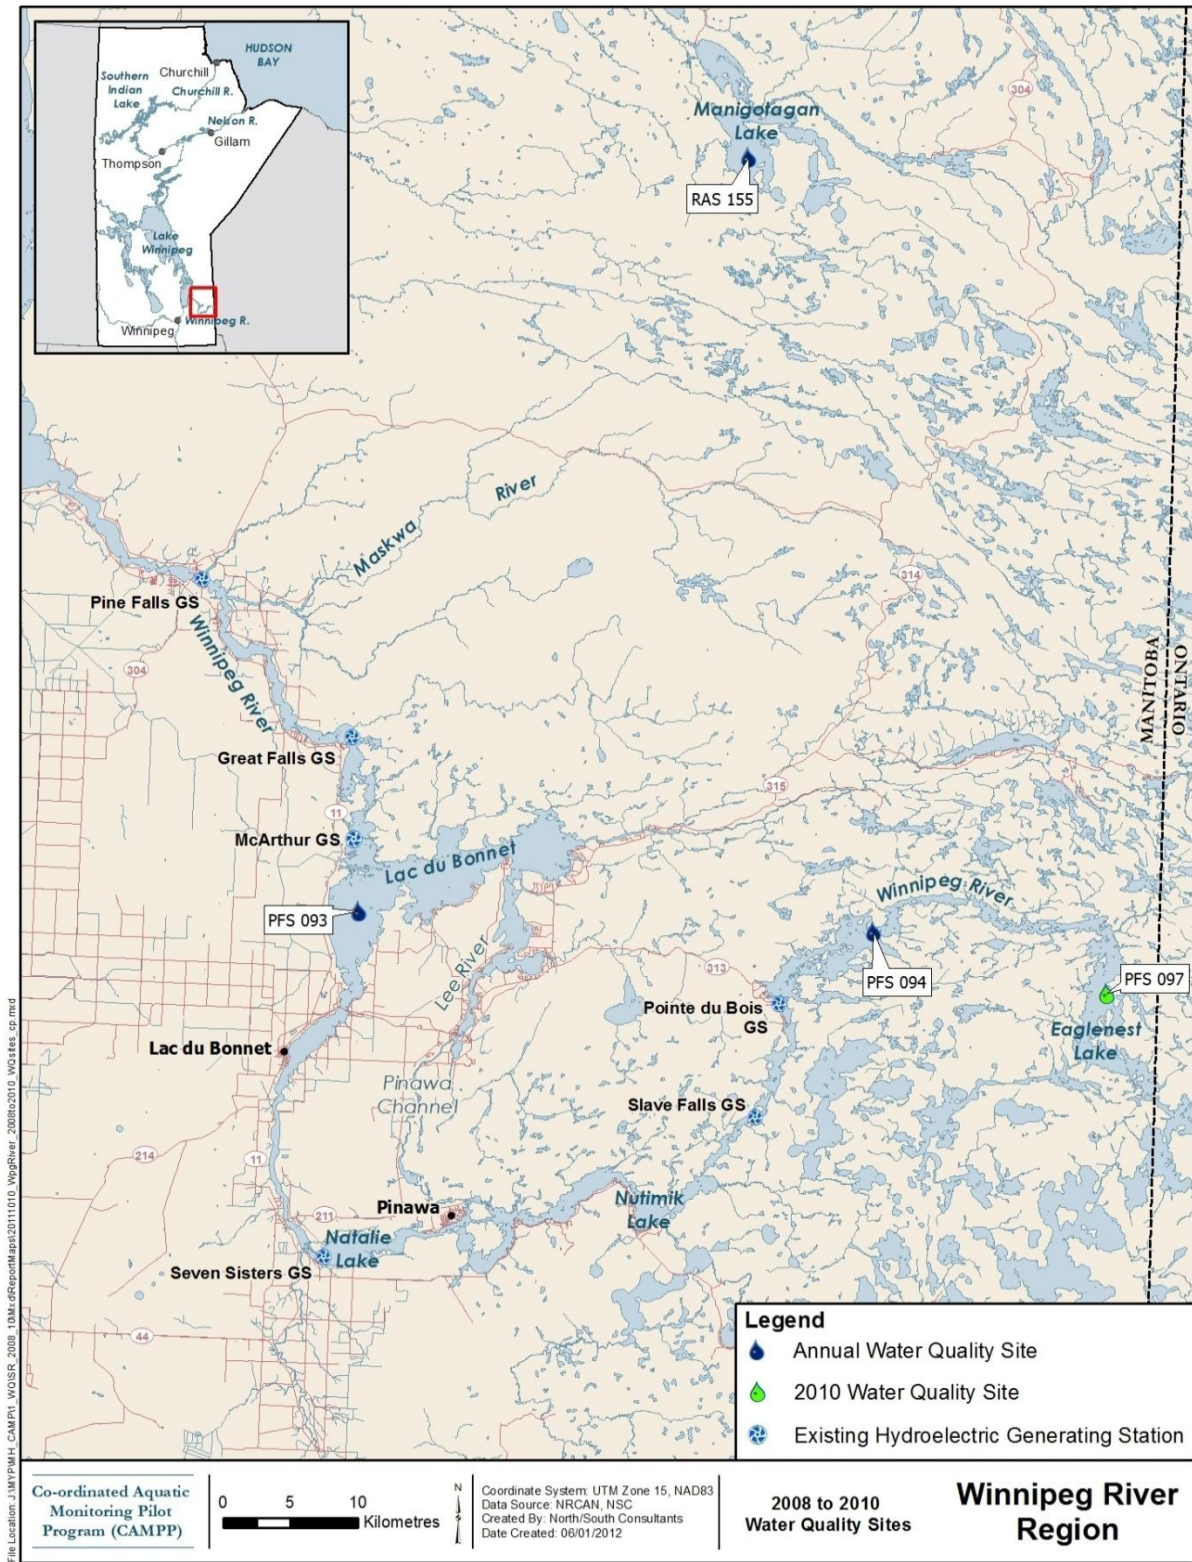 HUDSON
BAY
Churchill
Southern
Indian
Lake
Churchill R.
Nelson R.
Gillam
Thompson
Lake
Winnipeg
Winnipeg
Winnipeg R.
304
Manigotagan
Lake
RAS 155
Maskwa River
Pine Falls GS
Winnipeg River
304
314
MANITOBA
ONTARIO
Great Falls GS
11
315
McArthur GS
Lac du Bonnet
PFS 093
Winnipeg River
Lee River
313
PFS 094
PFS 097
Pointe du Bois
GS
Eaglenest
Lake
Lac du Bonnet
Pinawa
Channel
Slave Falls GS
214
11
Pinawa
Nutimik
Lake
211
Natalie
Lake
Seven Sisters GS
44
Legend
Annual Water Quality Site
2010 Water Quality Site
Existing Hydroelectric Generating Station
Co-ordinated Aquatic
Monitoring Pilot
Program (CAMPP)
0 5 10
Kilometres
N
Coordinate System: UTM Zone 15, NAD83
Data Source: NRCAN, NSC
Created By: North/South Consultants
Date Created: 06/01/2012
2008 to 2010
Water Quality Sites
Winnipeg River
Region